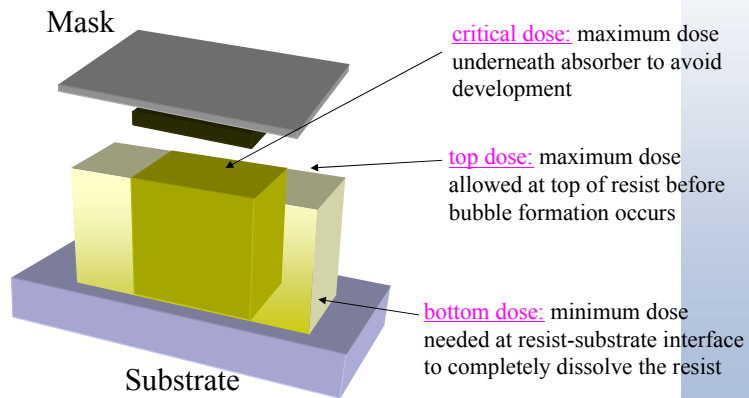 Mask
critical dose: maximum dose
underneath absorber to avoid
development
top dose: maximum dose
allowed at top of resist before
bubble formation occurs
bottom dose: minimum dose
needed at resist-substrate interface
to completely dissolve the resist
Substrate